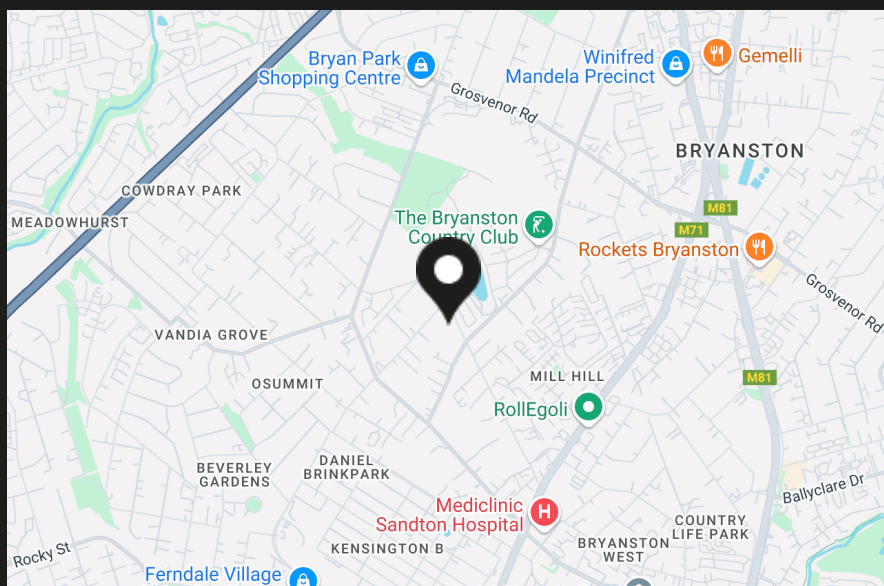 Bryan Park
Shopping Centre
Winifred
Mandela Precinct
Gemelli
Grosvenor Rd
BRYANSTON
COWDRAY PARK
MEADOWHURST
M81
The Bryanston
Country Club
M71
Rockets Bryanston
Grosvenor Rd
VANDIA GROVE
OSUMMIT
MILL HILL
M81
RollEgoli
BEVERLEY
GARDENS
DANIEL
BRINKPARK
Ballyclare Dr
Mediclinic
Sandton Hospital
H
COUNTRY
LIFE PARK
KENSINGTON B
BRYANSTON
WEST
Rocky St
Ferndale Village